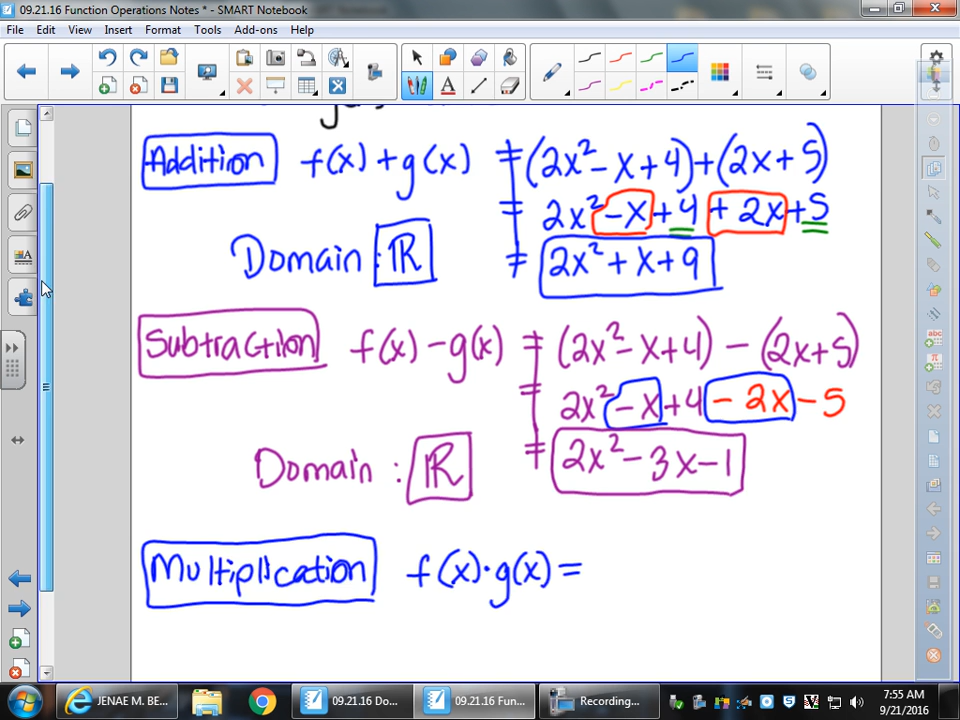 09.21.16 Function Operations Notes * - SMART Notebook
File Edit View Insert Format Tools Add-ons Help
Addition f(x) + g(x) = (2x² - x + 4) + (2x + 5)
= 2x² - x + 4 + 2x + 5
Domain : ℝ = 2x² + x + 9
Subtraction f(x) - g(x) = (2x² - x + 4) - (2x + 5)
= 2x² - x + 4 - 2x - 5
Domain : ℝ = 2x² - 3x - 1
Multiplication f(x) · g(x) =
JENAE M. BE... 09.21.16 Do... 09.21.16 Fun... Recording...
7:55 AM
9/21/2016